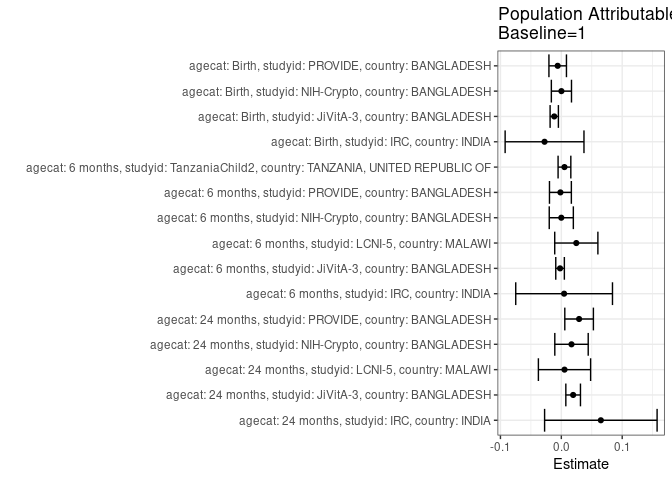 Population Attributable
Baseline=1
agecat: Birth, studyid: PROVIDE, country: BANGLADESH
agecat: Birth, studyid: NIH-Crypto, country: BANGLADESH
agecat: Birth, studyid: JiVitA-3, country: BANGLADESH
agecat: Birth, studyid: IRC, country: INDIA
agecat: 6 months, studyid: TanzaniaChild2, country: TANZANIA, UNITED REPUBLIC OF
agecat: 6 months, studyid: PROVIDE, country: BANGLADESH
agecat: 6 months, studyid: NIH-Crypto, country: BANGLADESH
agecat: 6 months, studyid: LCNI-5, country: MALAWI
agecat: 6 months, studyid: JiVitA-3, country: BANGLADESH
agecat: 6 months, studyid: IRC, country: INDIA
agecat: 24 months, studyid: PROVIDE, country: BANGLADESH
agecat: 24 months, studyid: NIH-Crypto, country: BANGLADESH
agecat: 24 months, studyid: LCNI-5, country: MALAWI
agecat: 24 months, studyid: JiVitA-3, country: BANGLADESH
agecat: 24 months, studyid: IRC, country: INDIA
-0.1 0.0 0.1
Estimate